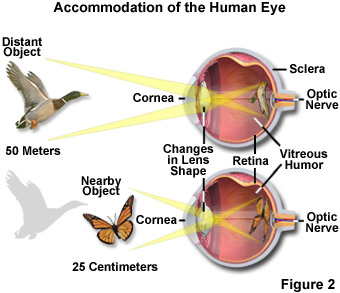 Accommodation of the Human Eye
Distant
Object
Sclera
Cornea
Optic
Nerve
50 Meters
Changes
in Lens
Shape
Retina
Vitreous
Humor
Nearby
Object
Cornea
Optic
Nerve
25 Centimeters
Figure 2